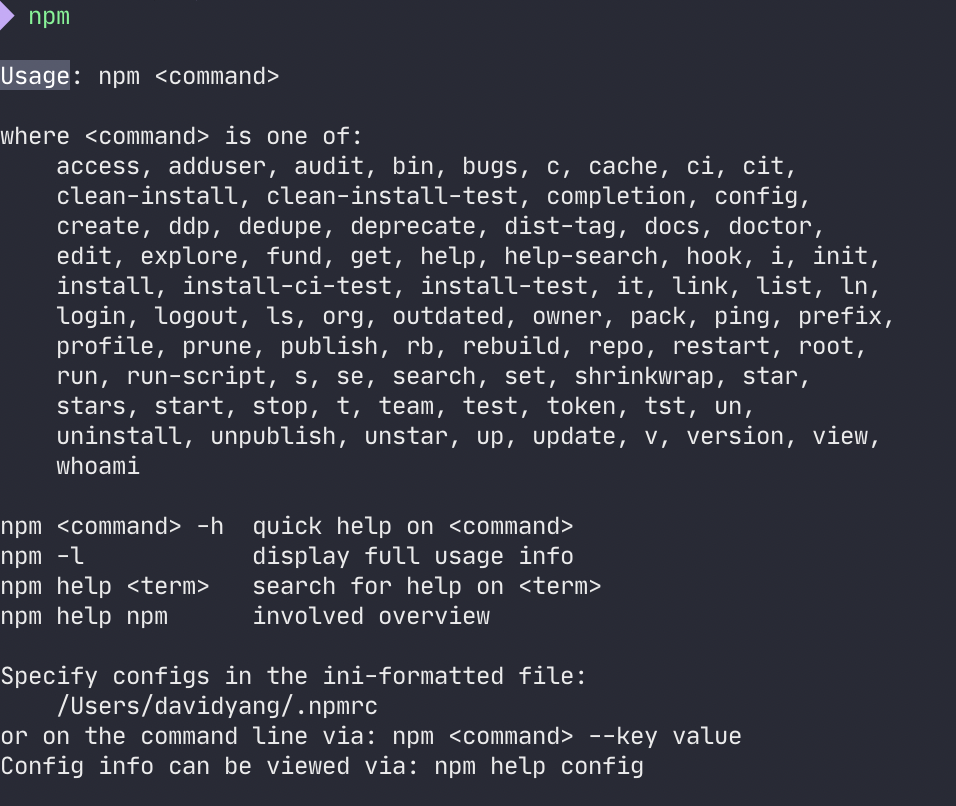 npm
Usage: npm <command>
where <command> is one of:
access, adduser, audit, bin, bugs, c, cache, ci, cit,
clean-install, clean-install-test, completion, config,
create, ddp, dedupe, deprecate, dist-tag, docs, doctor,
edit, explore, fund, get, help, help-search, hook, i, init,
install, install-ci-test, install-test, it, link, list, ln,
login, logout, ls, org, outdated, owner, pack, ping, prefix,
profile, prune, publish, rb, rebuild, repo, restart, root,
run, run-script, s, se, search, set, shrinkwrap, star,
stars, start, stop, t, team, test, token, tst, un,
uninstall, unpublish, unstar, up, update, v, version, view,
whoami
npm <command> -h  quick help on <command>
npm -l            display full usage info
npm help <term>   search for help on <term>
npm help npm      involved overview
Specify configs in the ini-formatted file:
/Users/davidyang/.npmrc
or on the command line via: npm <command> --key value
Config info can be viewed via: npm help config